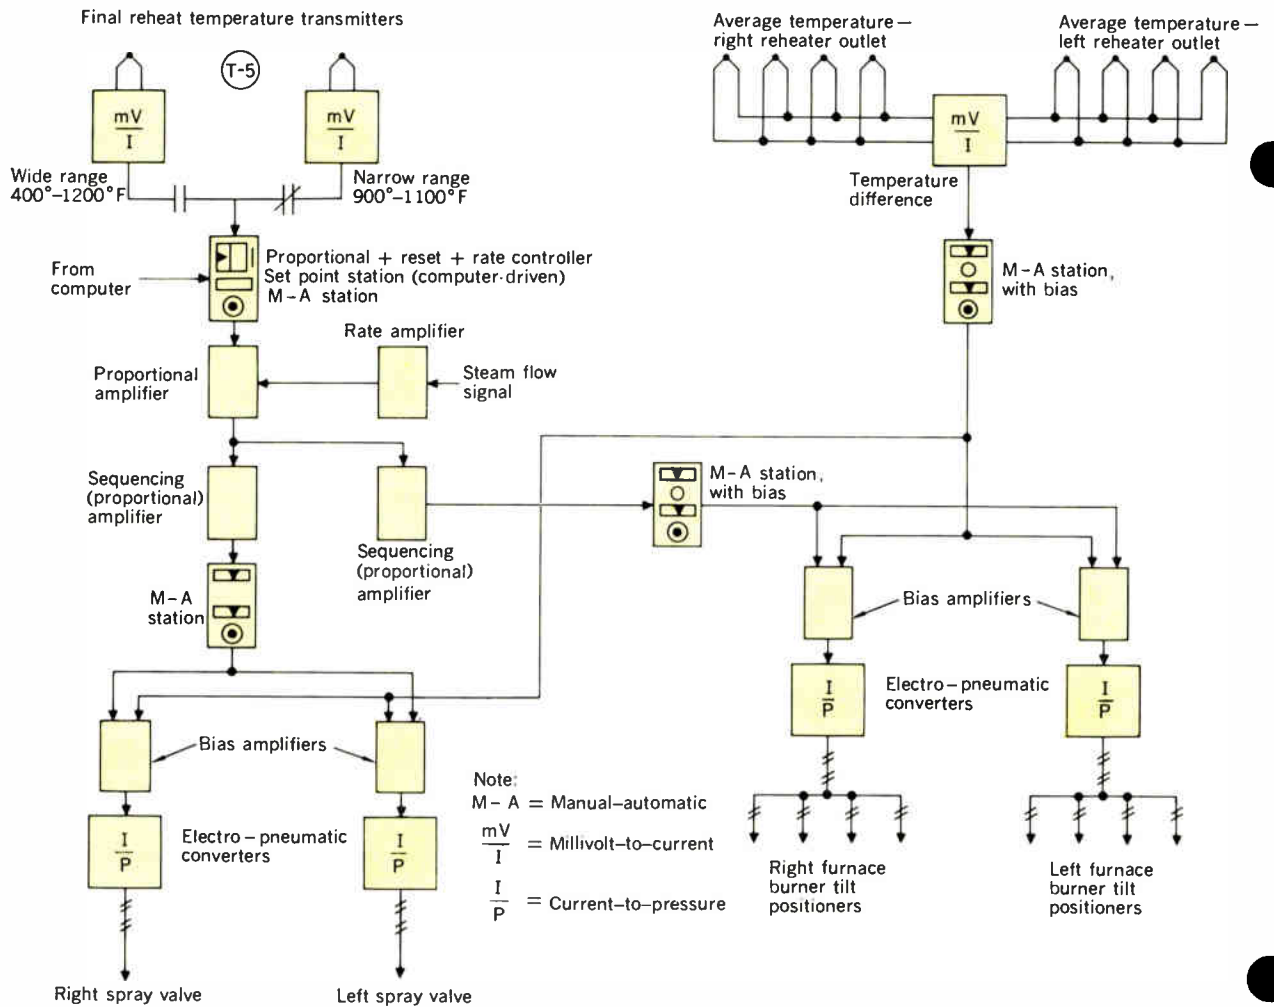 Final reheat temperature transmitters
T-5
mV
I
mV
I
Wide range
400°–1200°F
Narrow range
900°–1100°F
Average temperature—
right reheater outlet
Average temperature—
left reheater outlet
mV
I
Temperature
difference
From
computer
Proportional + reset + rate controller
Set point station (computer-driven)
M–A station
M–A station,
with bias
Rate amplifier
Proportional
amplifier
Steam flow
signal
Sequencing
(proportional)
amplifier
M–A station,
with bias
Sequencing
(proportional)
amplifier
M–A
station
Bias amplifiers
I
P
Electro–pneumatic
converters
I
P
Bias amplifiers
Note:
M–A = Manual–automatic
mV
I
= Millivolt–to–current
I
P
= Current–to–pressure
I
P
Electro–pneumatic
converters
I
P
Right furnace
burner tilt
positioners
Left furnace
burner tilt
positioners
Right spray valve
Left spray valve